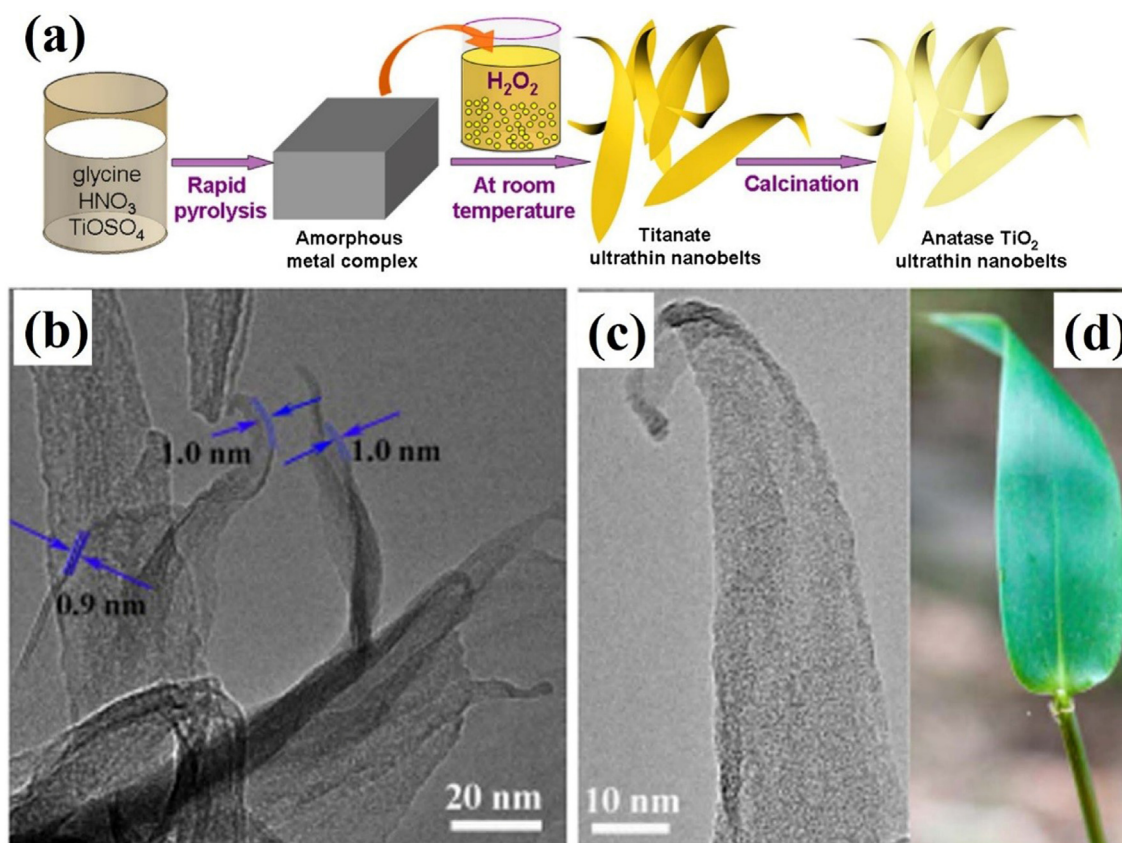 (a)
glycine
HNO₃
TiOSO₄
Rapid
pyrolysis
Amorphous
metal complex
H₂O₂
At room
temperature
Titanate
ultrathin nanobelts
Calcination
Anatase TiO₂
ultrathin nanobelts
(b)
1.0 nm
1.0 nm
0.9 nm
20 nm
(c)
10 nm
(d)